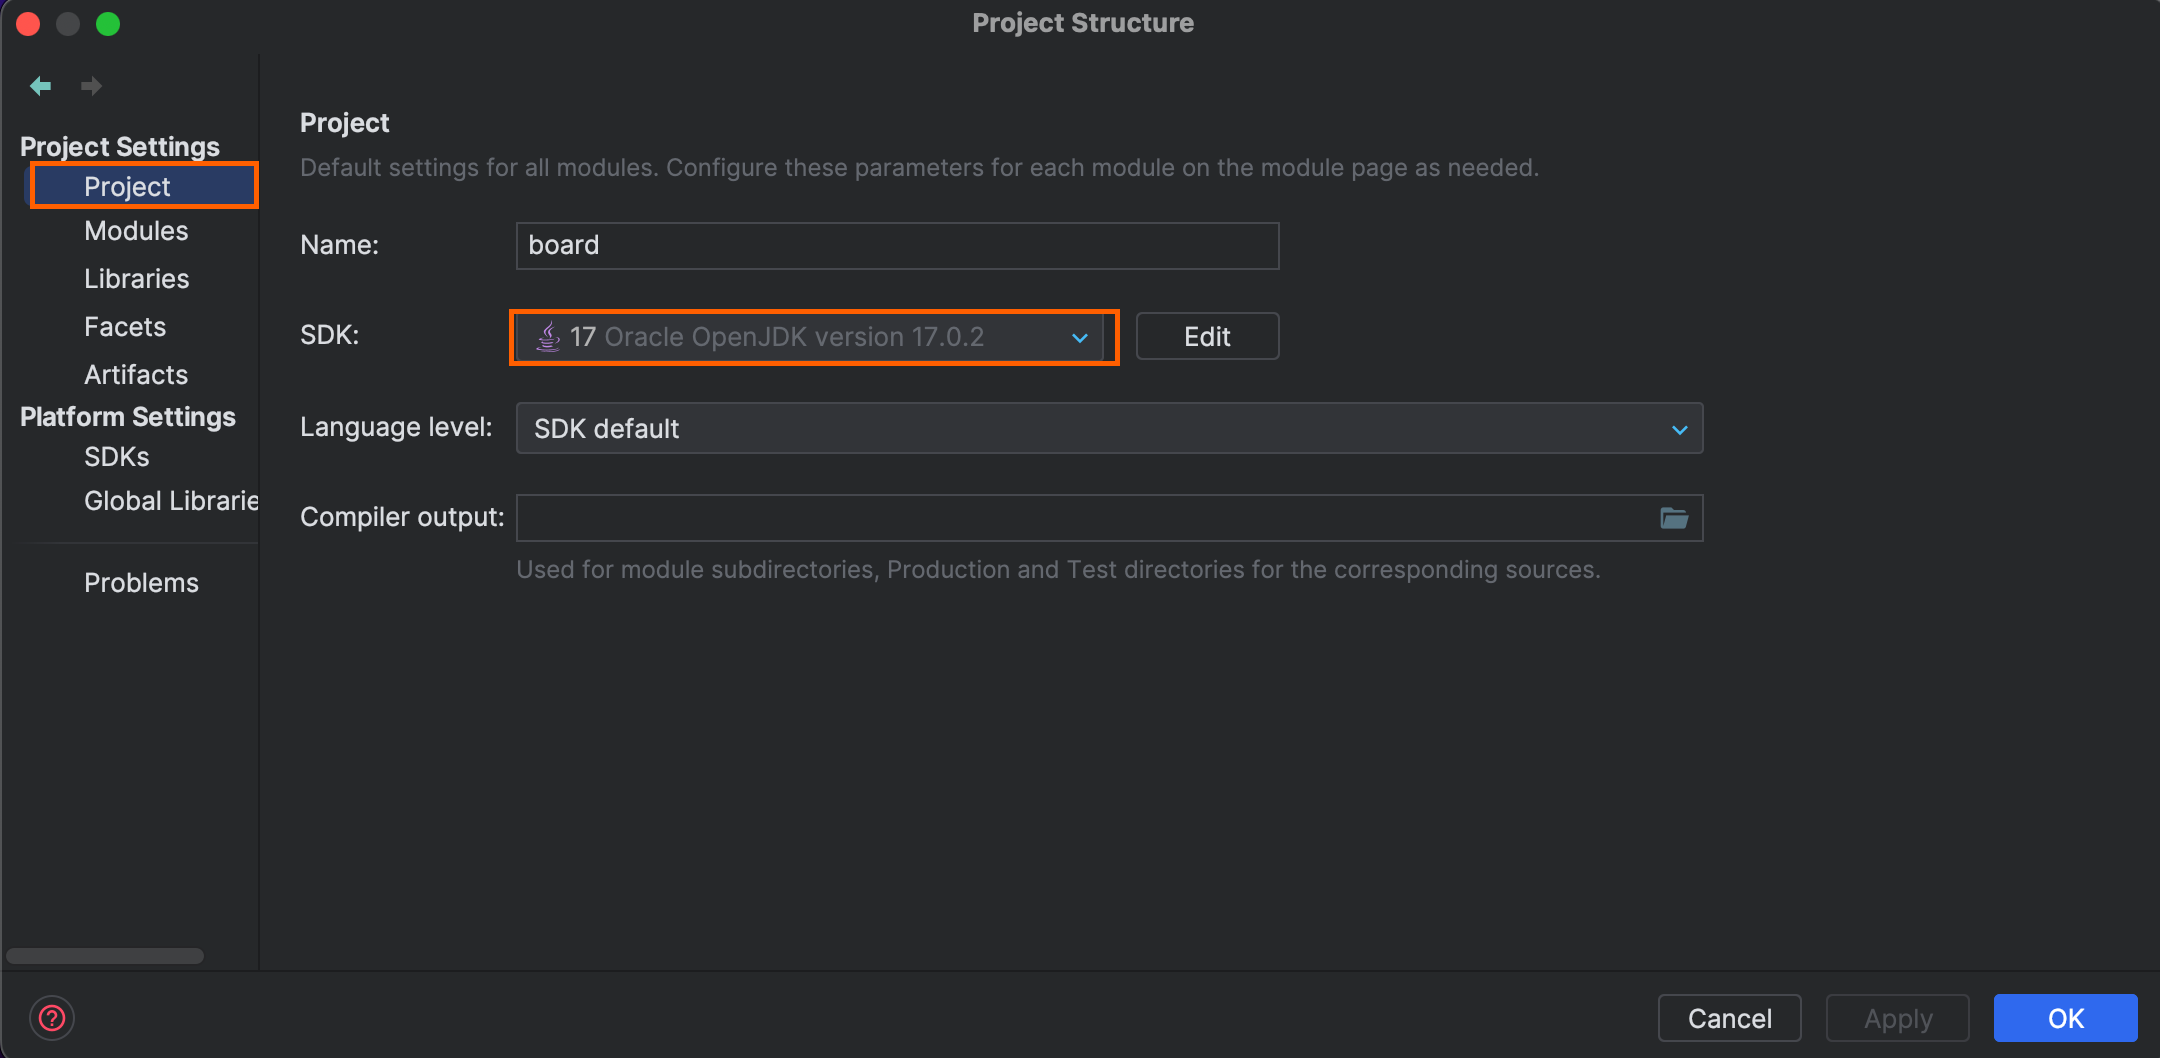 Project Structure
Project Settings
Project
Modules
Libraries
Facets
Artifacts
Platform Settings
SDKs
Global Librarie
Problems
Project
Default settings for all modules. Configure these parameters for each module on the module page as needed.
Name: board
SDK: 17 Oracle OpenJDK version 17.0.2 Edit
Language level: SDK default
Compiler output:
Used for module subdirectories, Production and Test directories for the corresponding sources.
? Cancel Apply OK